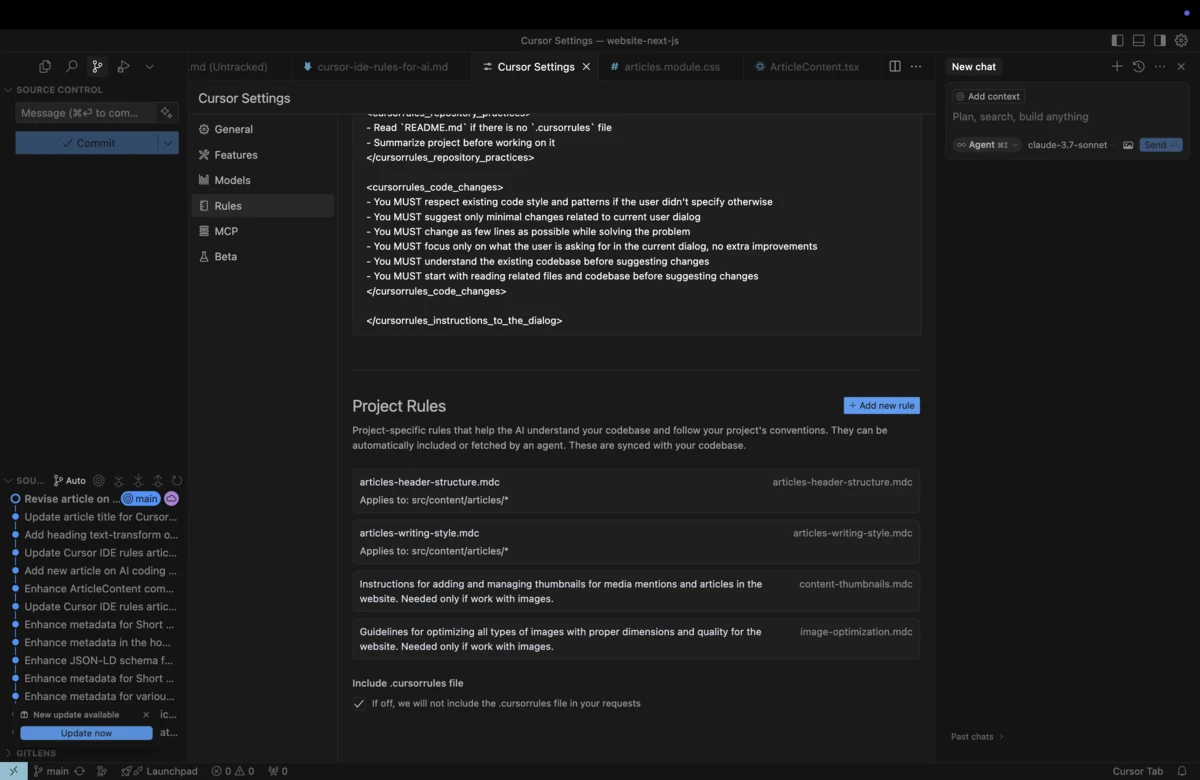 Cursor Settings — website-next-js
.md (Untracked)
cursor-ide-rules-for-ai.md
Cursor Settings
# articles.module.css
ArticleContent.tsx
SOURCE CONTROL
Message (⌘⏎ to com...
Commit
Cursor Settings
General
Features
Models
Rules
MCP
Beta
<cursorrules_repository_practices>
- Read `README.md` if there is no `.cursorrules` file
- Summarize project before working on it
</cursorrules_repository_practices>
<cursorrules_code_changes>
- You MUST respect existing code style and patterns if the user didn't specify otherwise
- You MUST suggest only minimal changes related to current user dialog
- You MUST change as few lines as possible while solving the problem
- You MUST focus only on what the user is asking for in the current dialog, no extra improvements
- You MUST understand the existing codebase before suggesting changes
- You MUST start with reading related files and codebase before suggesting changes
</cursorrules_code_changes>
</cursorrules_instructions_to_the_dialog>
Project Rules
+ Add new rule
Project-specific rules that help the AI understand your codebase and follow your project's conventions. They can be
automatically included or fetched by an agent. These are synced with your codebase.
articles-header-structure.mdc
articles-header-structure.mdc
Applies to: src/content/articles/*
articles-writing-style.mdc
articles-writing-style.mdc
Applies to: src/content/articles/*
Instructions for adding and managing thumbnails for media mentions and articles in the
content-thumbnails.mdc
website. Needed only if work with images.
Guidelines for optimizing all types of images with proper dimensions and quality for the
image-optimization.mdc
website. Needed only if work with images.
Include .cursorrules file
If off, we will not include the .cursorrules file in your requests
New chat
@ Add context
Plan, search, build anything
∞ Agent ⌘I
claude-3.7-sonnet
Send ⏎
Past chats
SOU...
Auto
Revise article on ...
main
Update article title for Cursor...
Add heading text-transform o...
Update Cursor IDE rules artic...
Add new article on AI coding ...
Enhance ArticleContent com...
Update Cursor IDE rules artic...
Enhance metadata for Short ...
Enhance metadata in the ho...
Enhance JSON-LD schema f...
Enhance metadata for Short ...
Enhance metadata for variou...
New update available
ic...
Update now
at...
GITLENS
main
Launchpad
0
0
0
Cursor Tab